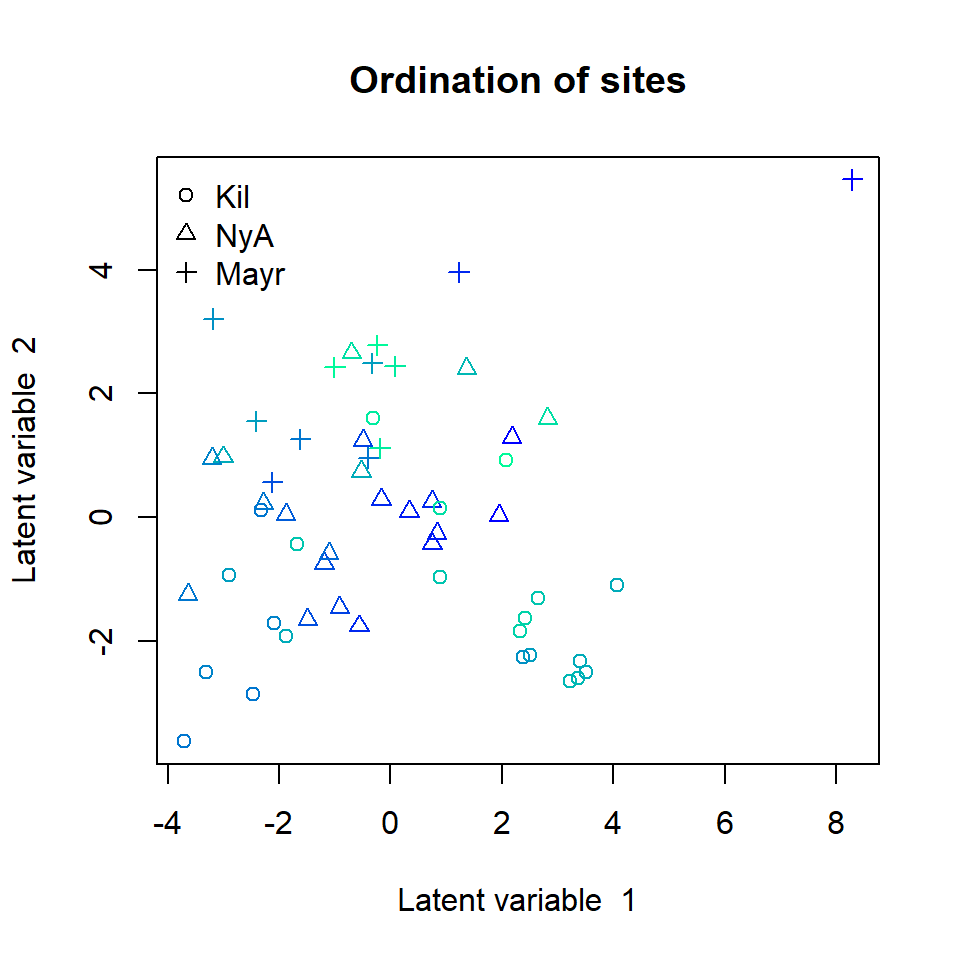 Ordination of sites
Kil
NyA
Mayr
Latent variable  2
4
2
0
-2
-4
-2
0
2
4
6
8
Latent variable  1